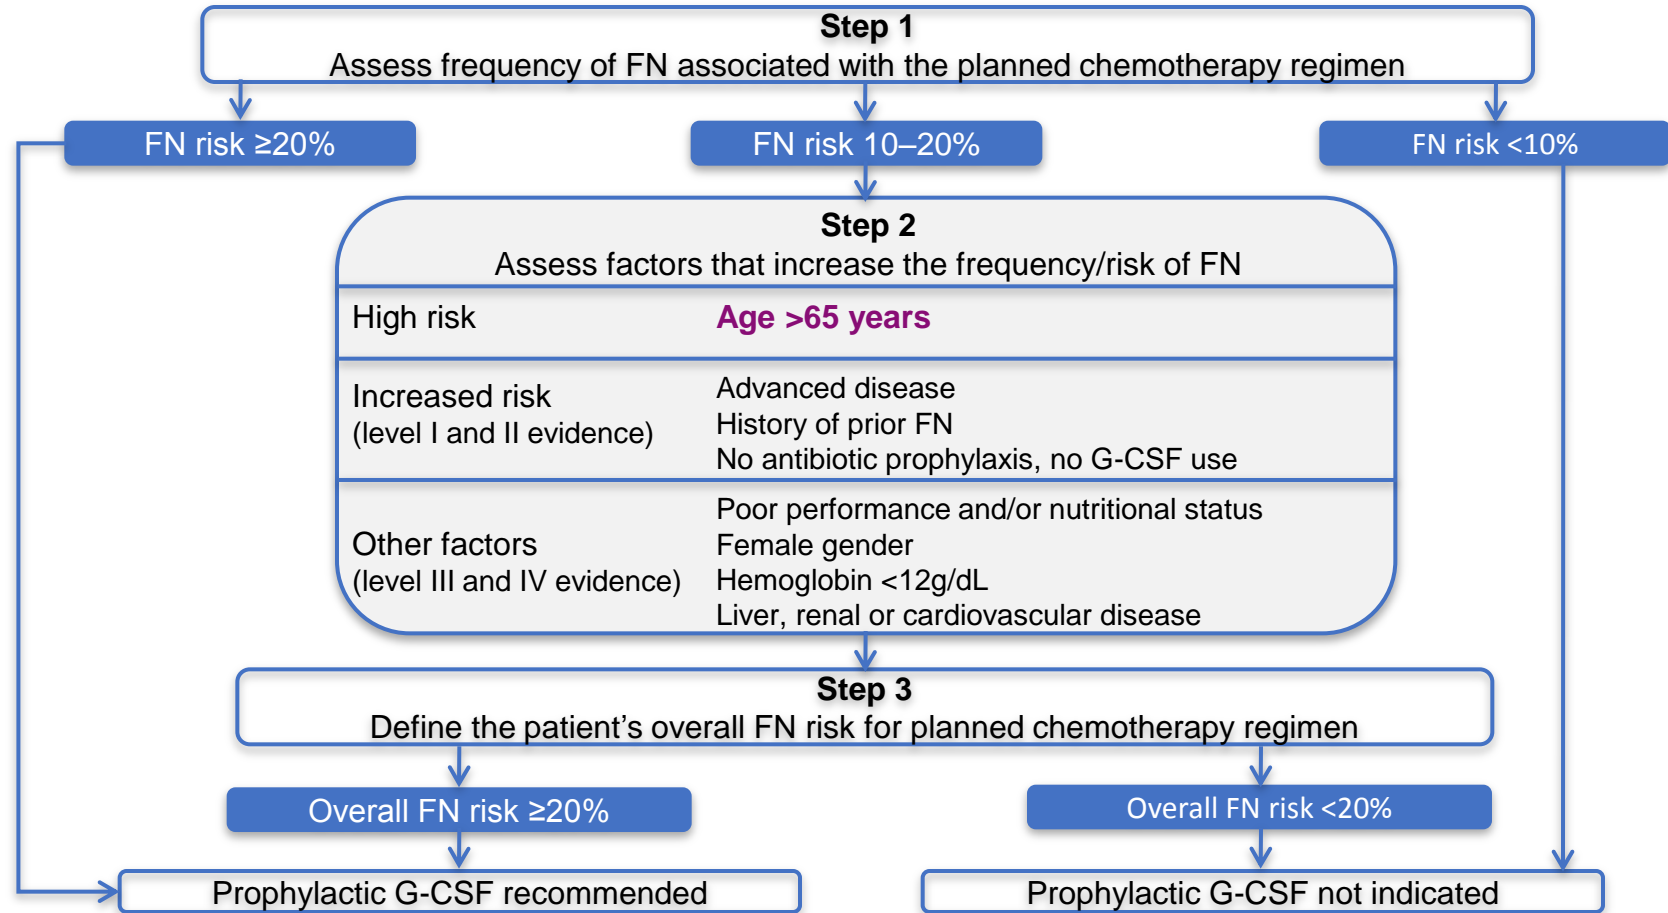 Step 1
Assess frequency of FN associated with the planned chemotherapy regimen
FN risk ≥20%
FN risk 10–20%
FN risk <10%
Step 2
Assess factors that increase the frequency/risk of FN
High risk
Age >65 years
Increased risk
(level I and II evidence)
Advanced disease
History of prior FN
No antibiotic prophylaxis, no G-CSF use
Other factors
(level III and IV evidence)
Poor performance and/or nutritional status
Female gender
Hemoglobin <12g/dL
Liver, renal or cardiovascular disease
Step 3
Define the patient’s overall FN risk for planned chemotherapy regimen
Overall FN risk ≥20%
Overall FN risk <20%
Prophylactic G-CSF recommended
Prophylactic G-CSF not indicated